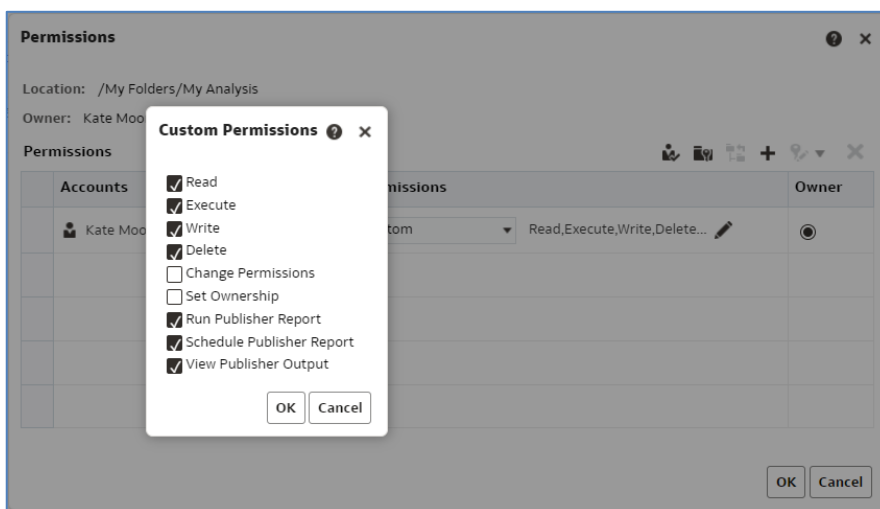 Permissions
Location: /My Folders/My Analysis
Owner: Kate Moo
Custom Permissions
Permissions
Accounts
missions
Owner
Kate Moo
tom
Read,Execute,Write,Delete...
Read
Execute
Write
Delete
Change Permissions
Set Ownership
Run Publisher Report
Schedule Publisher Report
View Publisher Output
OK Cancel
OK Cancel